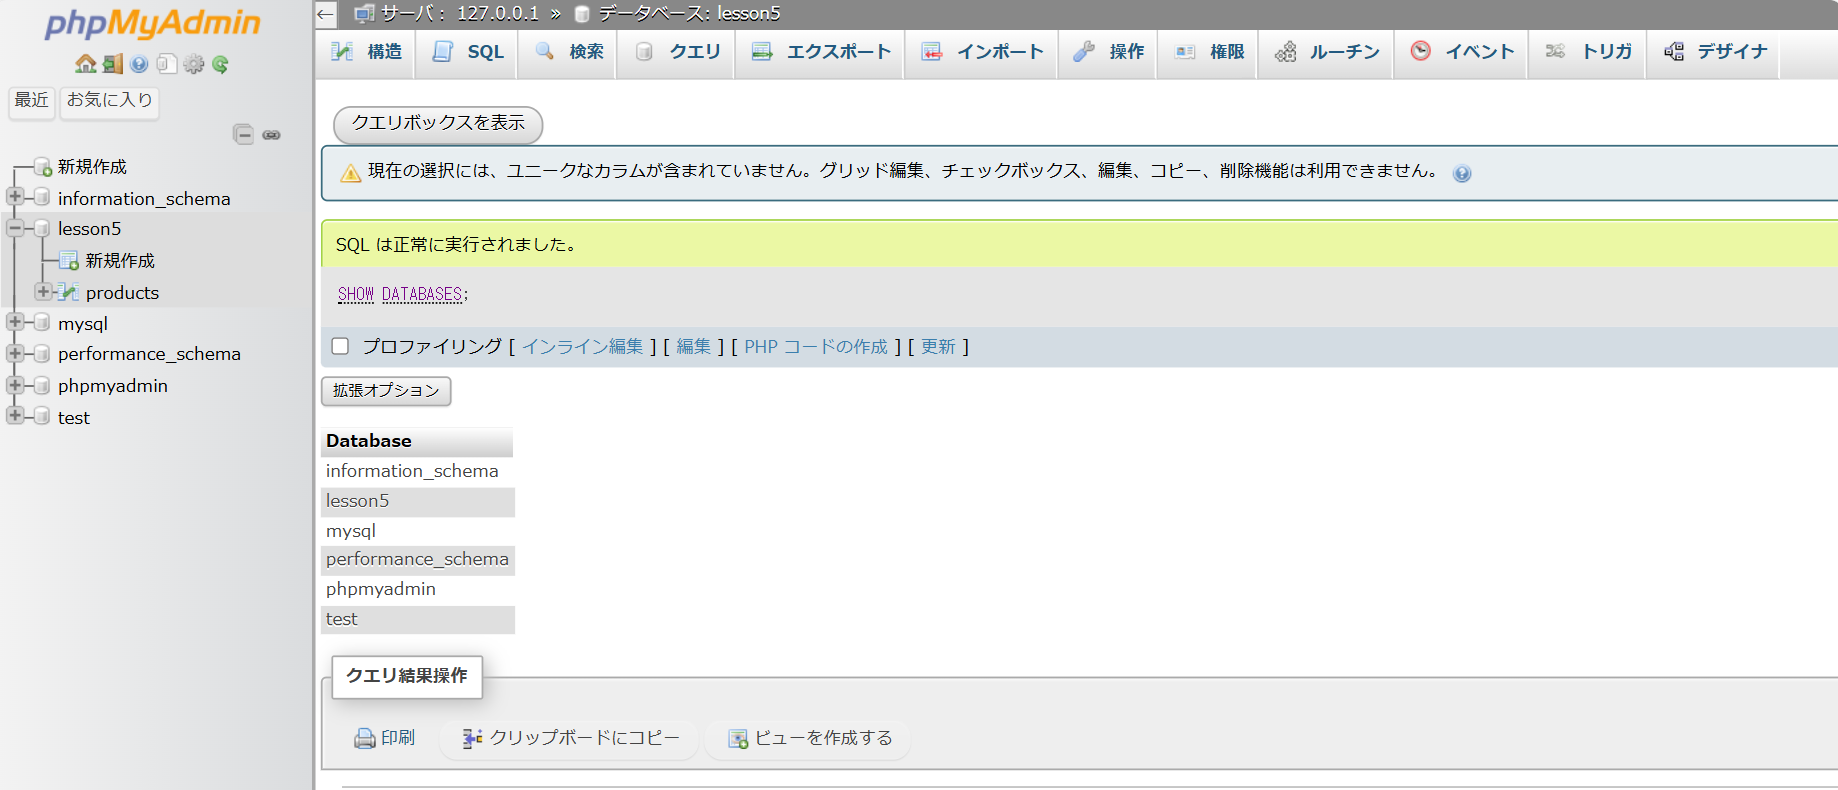 phpMyAdmin
最近 お気に入り
新規作成
information_schema
lesson5
新規作成
products
mysql
performance_schema
phpmyadmin
test
← サーバ： 127.0.0.1 » データベース: lesson5
構造 SQL 検索 クエリ エクスポート インポート 操作 権限 ルーチン イベント トリガ デザイナ
クエリボックスを表示
現在の選択には、ユニークなカラムが含まれていません。グリッド編集、チェックボックス、編集、コピー、削除機能は利用できません。
SQL は正常に実行されました。
SHOW DATABASES;
プロファイリング [ インライン編集 ] [ 編集 ] [ PHP コードの作成 ] [ 更新 ]
拡張オプション
Database
information_schema
lesson5
mysql
performance_schema
phpmyadmin
test
クエリ結果操作
印刷 クリップボードにコピー ビューを作成する